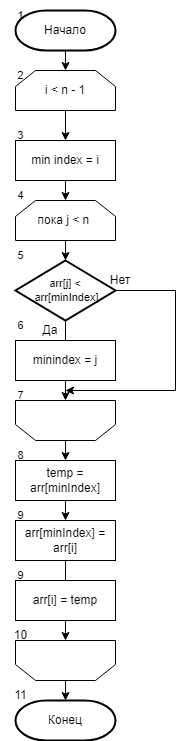 1
Начало
2
i < n - 1
3
min index = i
4
пока j < n
5
arr[j] <
arr[minIndex]
Нет
6
Да
minindex = j
7
8
temp =
arr[minIndex]
9
arr[minIndex] =
arr[i]
9
arr[i] = temp
10
11
Конец